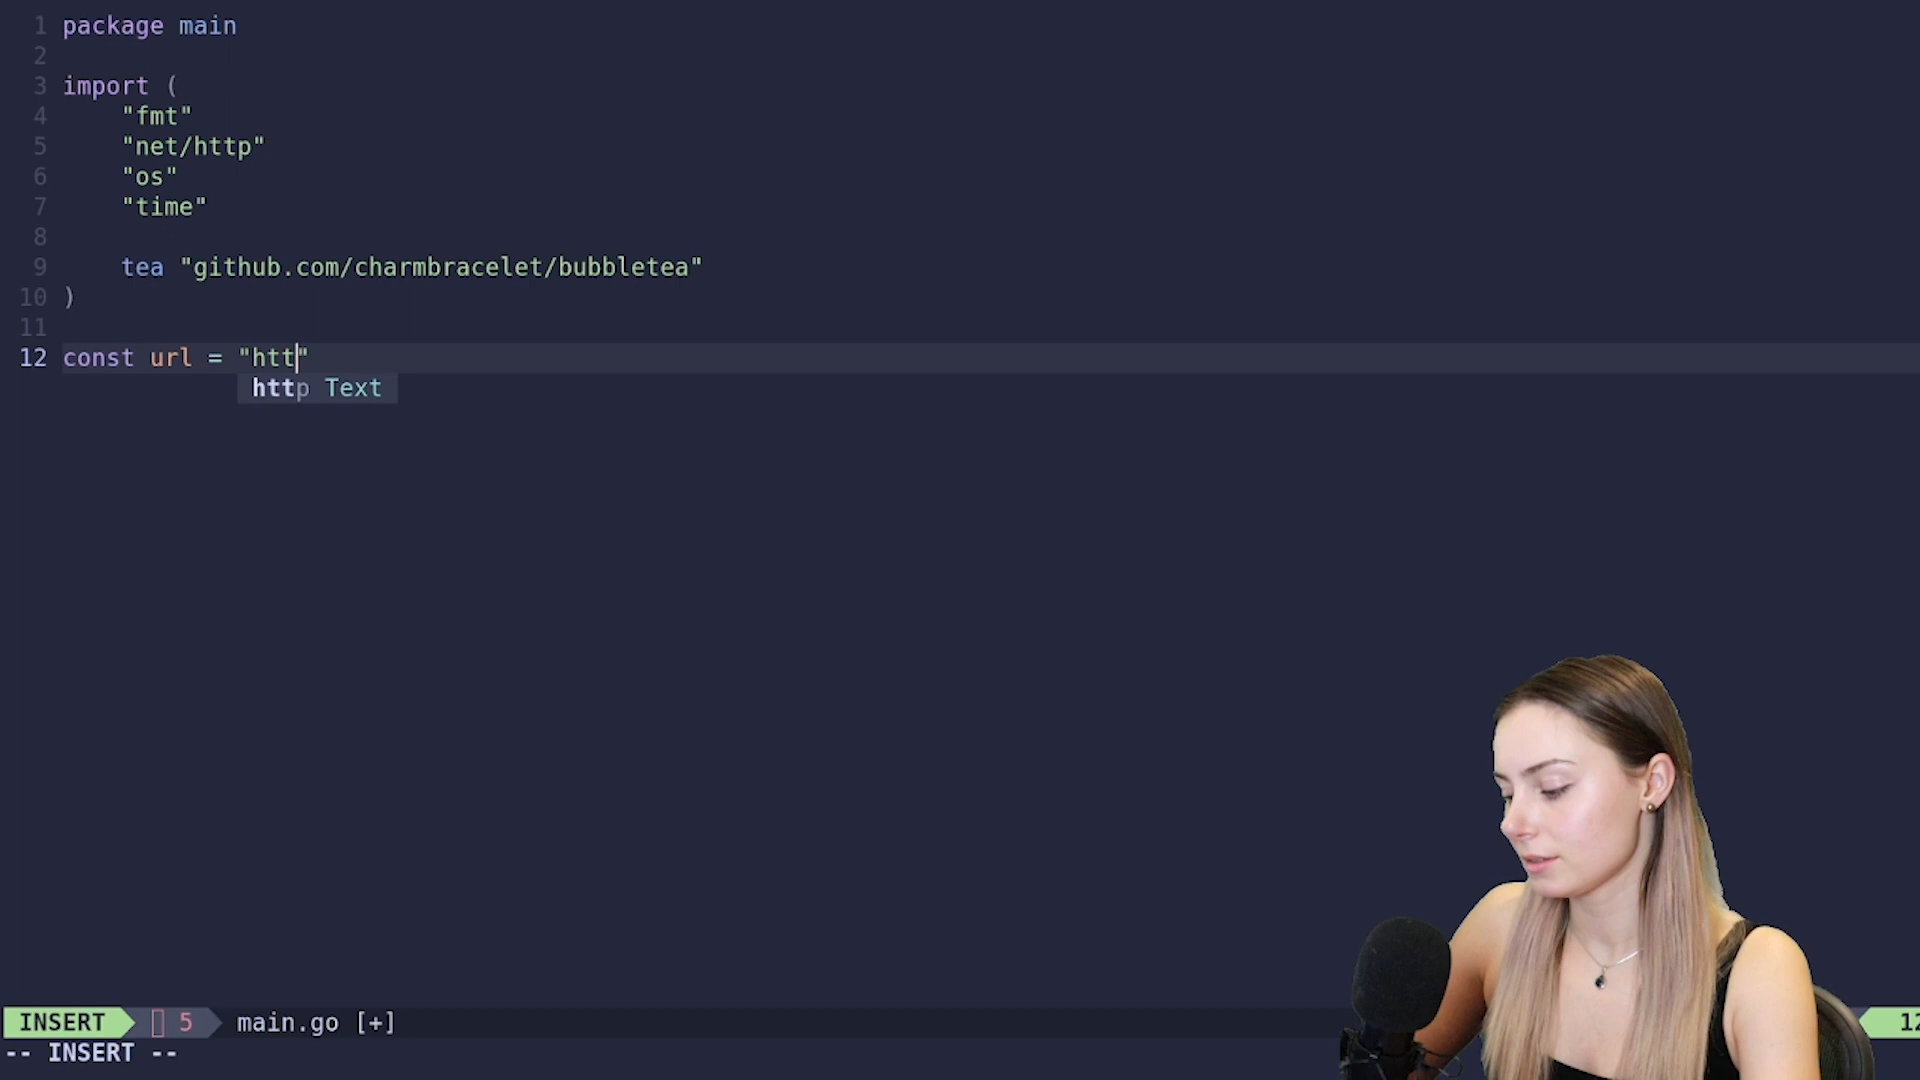 1 package main
2
3 import (
4 "fmt"
5 "net/http"
6 "os"
7 "time"
8
9 tea "github.com/charmbracelet/bubbletea"
10 )
11
12 const url = "htt"
http Text
INSERT 5 main.go [+] 12
-- INSERT --